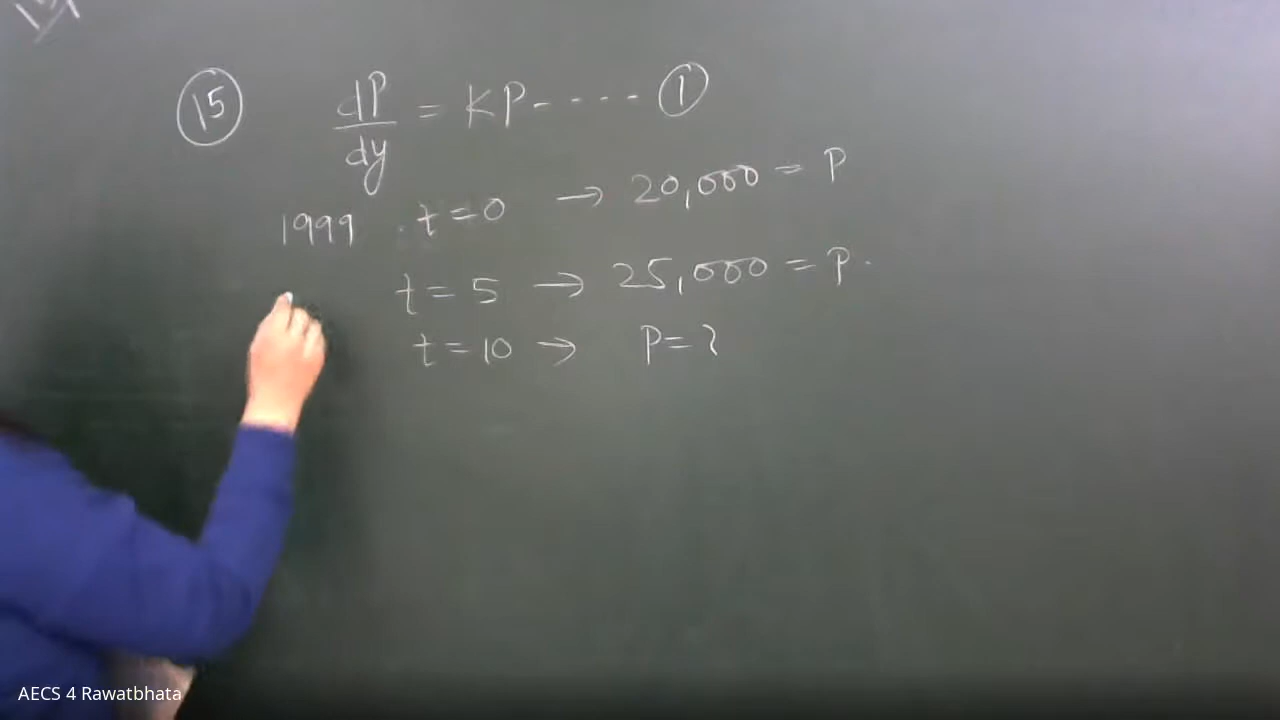 (15) dP/dy = KP - - - - - (1)
1999 . t = 0 → 20,000 = P
t = 5 → 25,000 = P .
t = 10 → P = ?
AECS 4 Rawatbhata